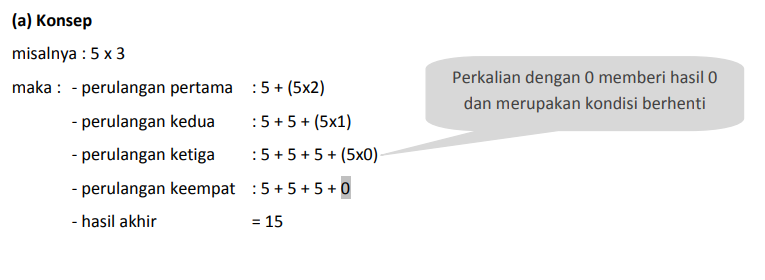 (a) Konsep
misalnya : 5 x 3
maka : - perulangan pertama : 5 + (5x2)
- perulangan kedua : 5 + 5 + (5x1)
- perulangan ketiga : 5 + 5 + 5 + (5x0)
- perulangan keempat : 5 + 5 + 5 + 0
- hasil akhir = 15
Perkalian dengan 0 memberi hasil 0
dan merupakan kondisi berhenti